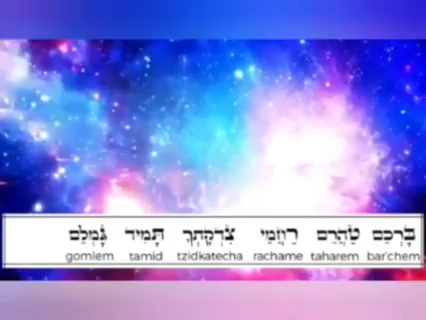 בָּרְכֵם טַהֲרֵם רַחֲמֵי צִדְקָתְךָ תָּמִיד גָּמְלֵם
gomlem tamid tzidkatecha rachame taharem bar'chem